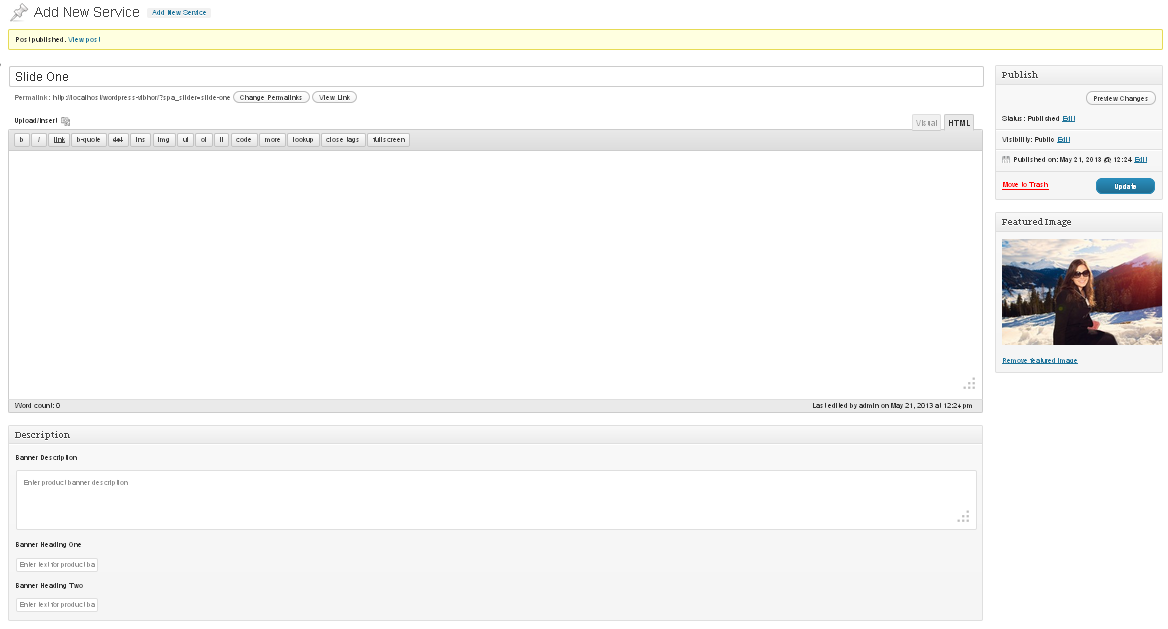 Add New Service Add New Service
Post published. View post
Slide One
Permalink: http://localhost/wordpress-vibhor/?spa_slider=slide-one Change Permalinks View Link
Upload/Insert
Visual HTML
b i link b-quote del ins img ul ol li code more lookup close tags fullscreen
Word count: 0 Last edited by admin on May 21, 2013 at 12:24 pm
Description
Banner Description
Enter product banner description
Banner Heading One
Enter text for product ba
Banner Heading Two
Enter text for product ba
Publish
Preview Changes
Status: Published Edit
Visibility: Public Edit
Published on: May 21, 2013 @ 12:24 Edit
Move to Trash Update
Featured Image
Remove featured image